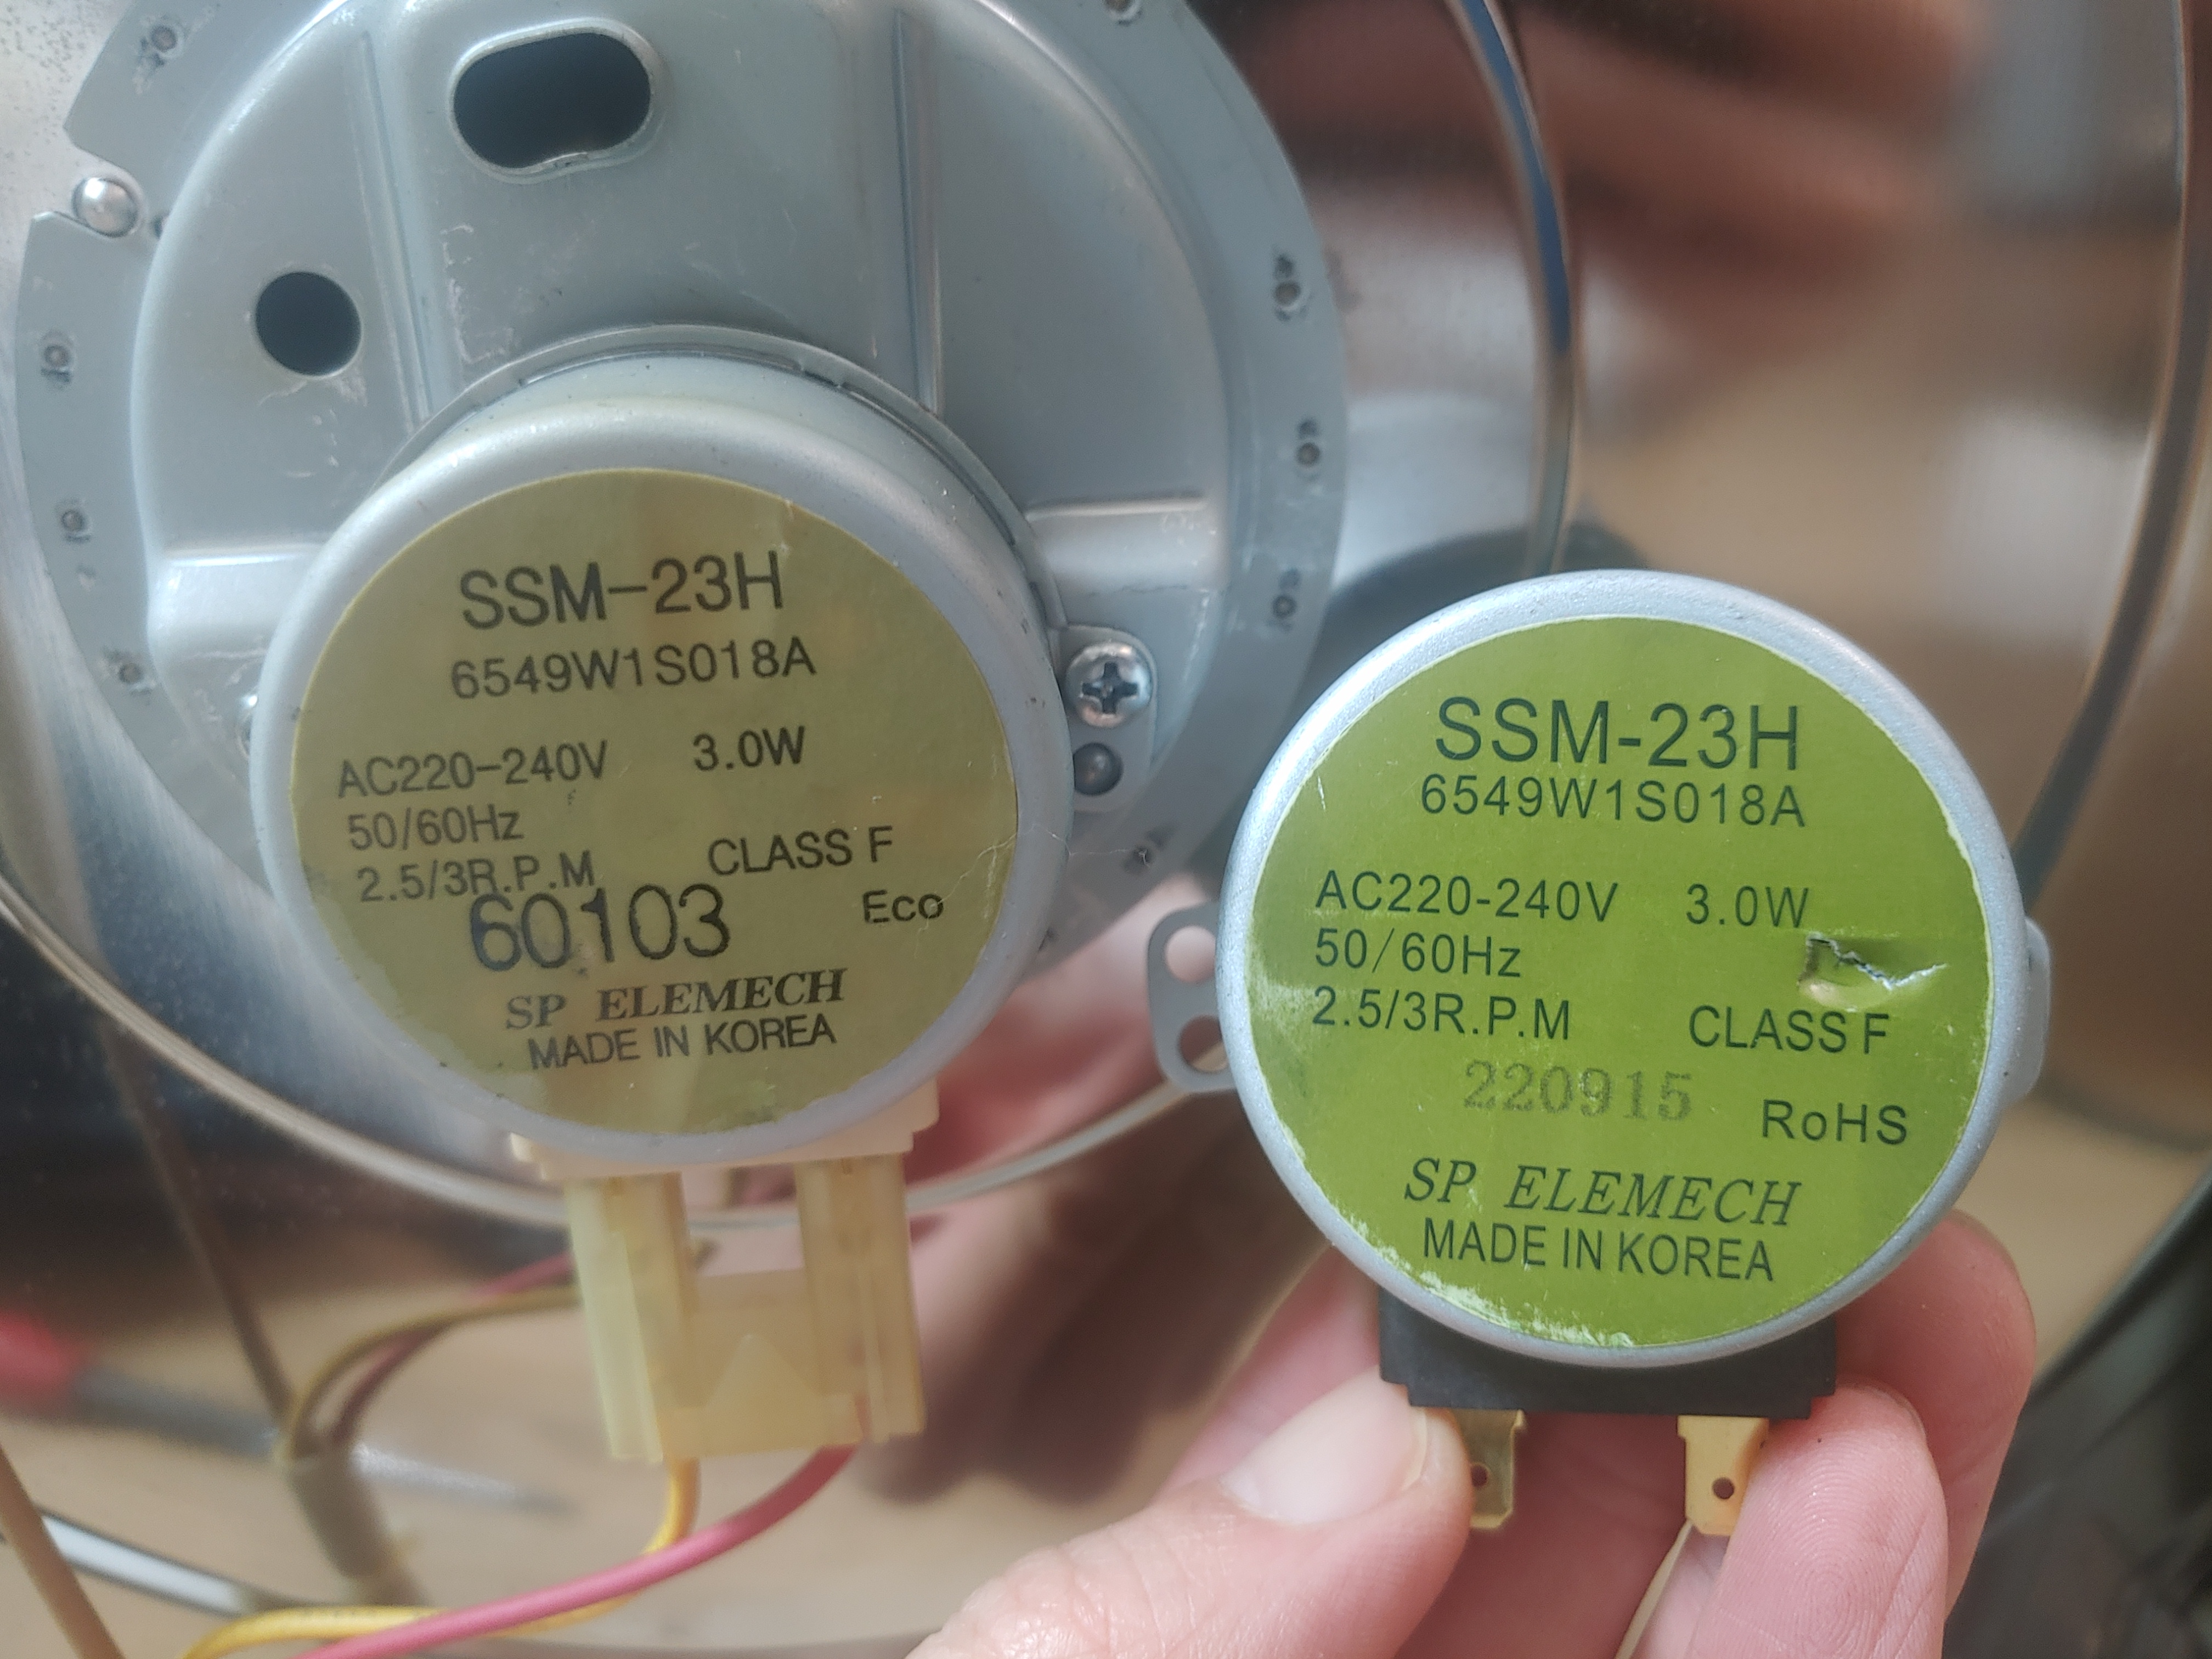 SSM-23H
6549W1S018A
AC220-240V 3.0W
50/60Hz
2.5/3R.P.M CLASS F
60103 Eco
SP ELEMECH
MADE IN KOREA
SSM-23H
6549W1S018A
AC220-240V 3.0W
50/60Hz
2.5/3R.P.M CLASS F
220915 RoHS
SP ELEMECH
MADE IN KOREA